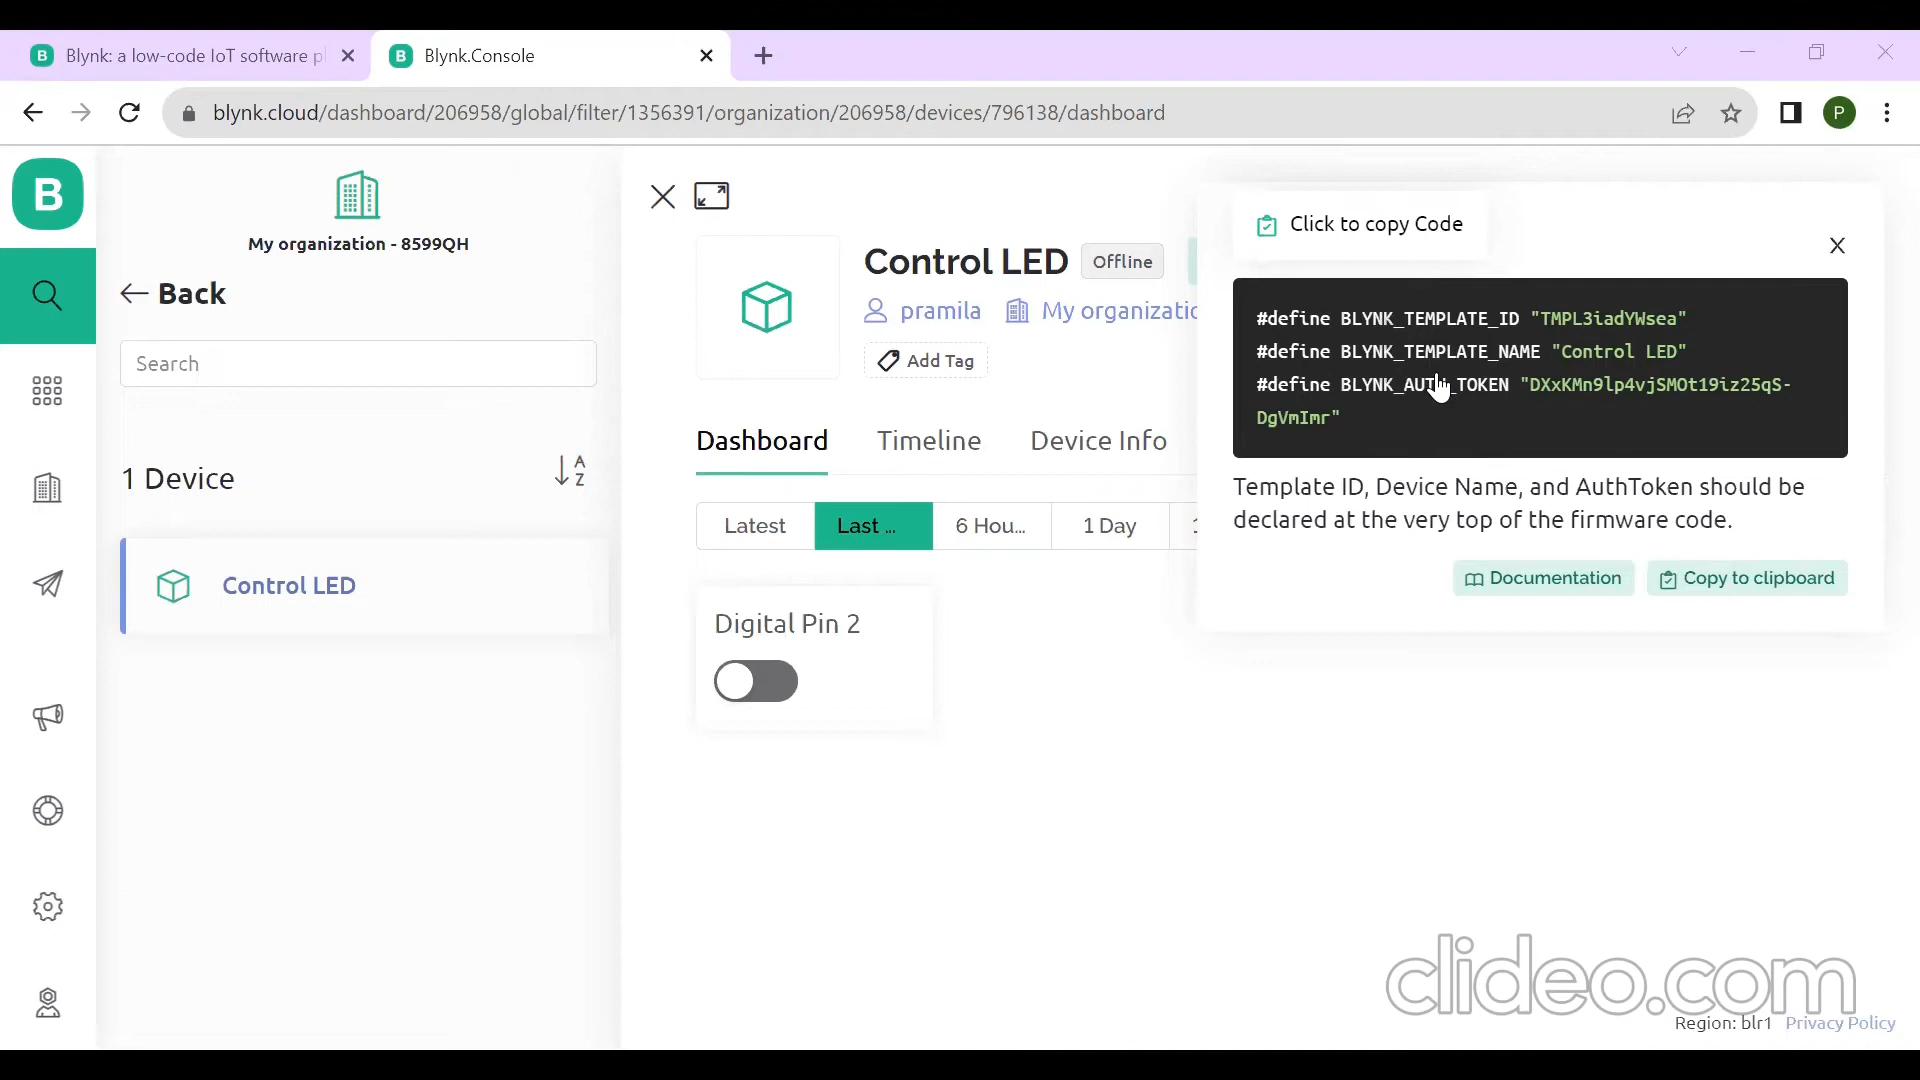 Blynk: a low-code IoT software pl
Blynk.Console
blynk.cloud/dashboard/206958/global/filter/1356391/organization/206958/devices/796138/dashboard
P
B
My organization - 8599QH
Back
Search
1 Device
A
Z
Control LED
Control LED
Offline
pramila
My organizatio
Add Tag
Dashboard
Timeline
Device Info
Latest
Last ...
6 Hou...
1 Day
1
Digital Pin 2
Click to copy Code
X
#define BLYNK_TEMPLATE_ID "TMPL3iadYWsea"
#define BLYNK_TEMPLATE_NAME "Control LED"
#define BLYNK_AUTH_TOKEN "DXxKMn9lp4vjSMOt19iz25qS-
DgVmImr"
Template ID, Device Name, and AuthToken should be
declared at the very top of the firmware code.
Documentation
Copy to clipboard
clideo.com
Region: blr1
Privacy Policy